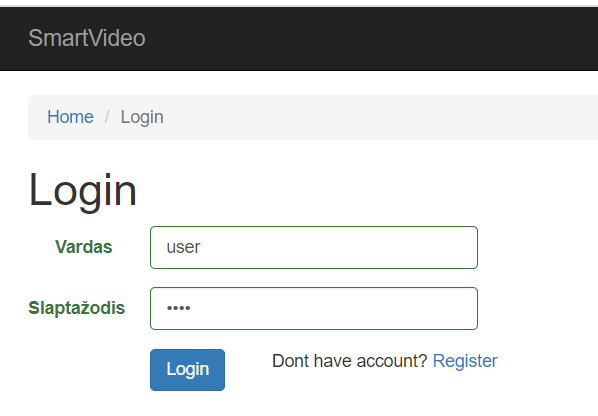 SmartVideo
Home / Login
Login
Vardas user
Slaptažodis ••••
Login Dont have account? Register